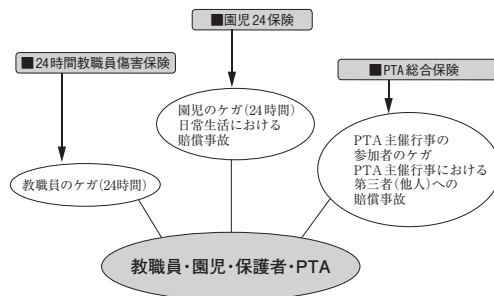 ■園児24保険
■24時間教職員傷害保険
■PTA総合保険
園児のケガ(24時間)
日常生活における
賠償事故
PTA主催行事の
参加者のケガ
PTA主催行事における
第三者(他人)への
賠償事故
教職員のケガ(24時間)
教職員・園児・保護者・PTA